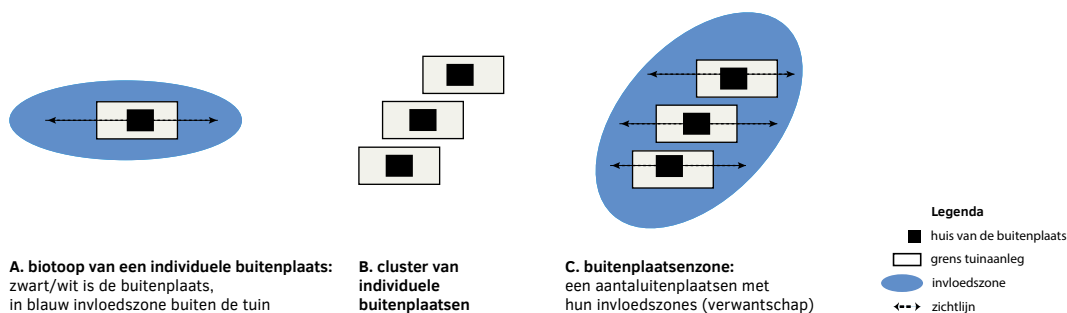 A. biotoop van een individuele buitenplaats:
zwart/wit is de buitenplaats,
in blauw invloedszone buiten de tuin
B. cluster van
individuele
buitenplaatsen
C. buitenplaatsenzone:
een aantaluitenplaatsen met
hun invloedszones (verwantschap)
Legenda
huis van de buitenplaats
grens tuinaanleg
invloedszone
zichtlijn